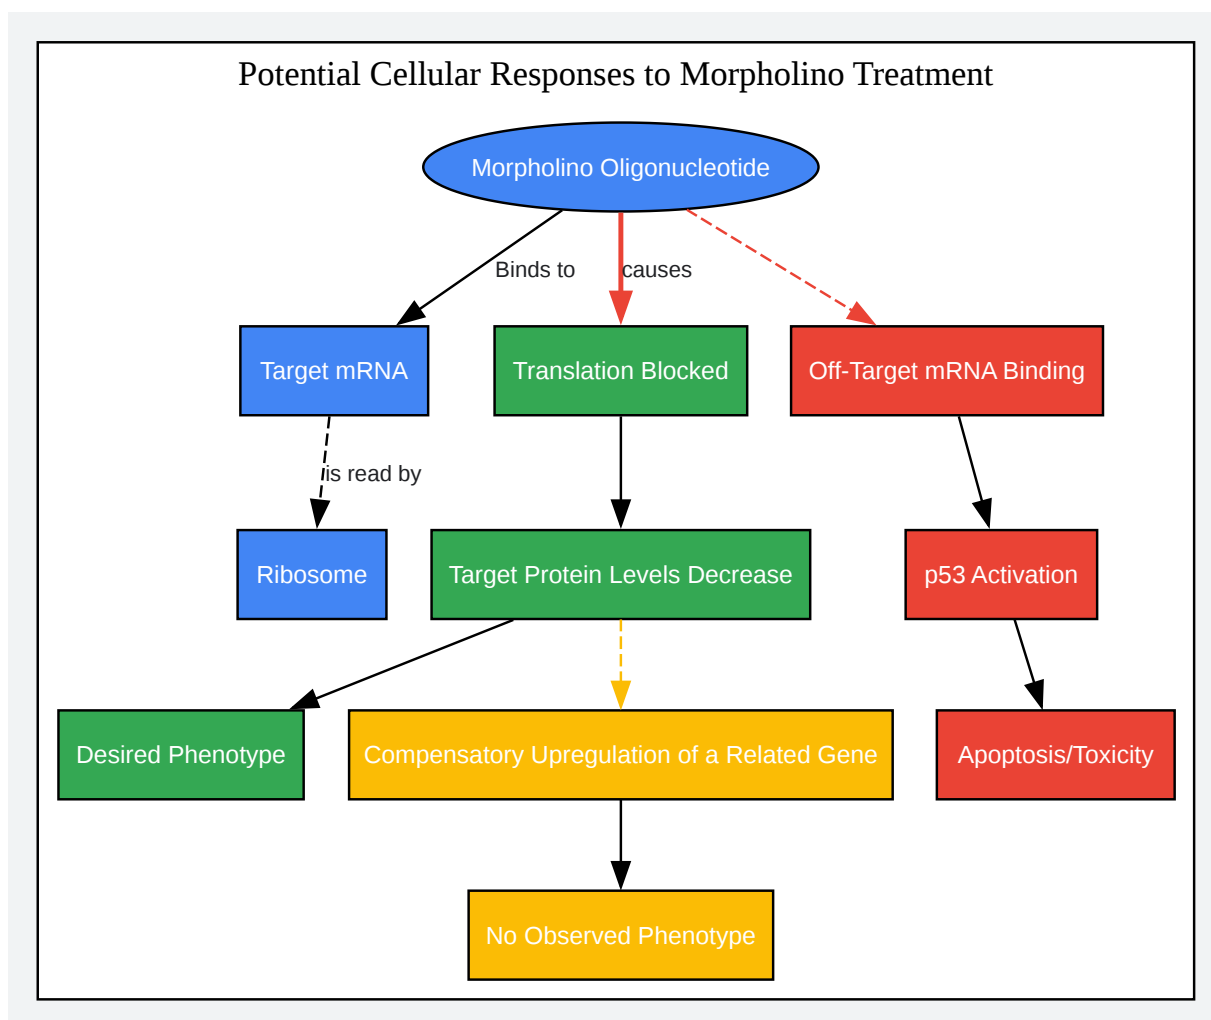 Potential Cellular Responses to Morpholino Treatment
Morpholino Oligonucleotide
Binds to
causes
Target mRNA
Translation Blocked
Off-Target mRNA Binding
is read by
Ribosome
Target Protein Levels Decrease
p53 Activation
Desired Phenotype
Compensatory Upregulation of a Related Gene
Apoptosis/Toxicity
No Observed Phenotype